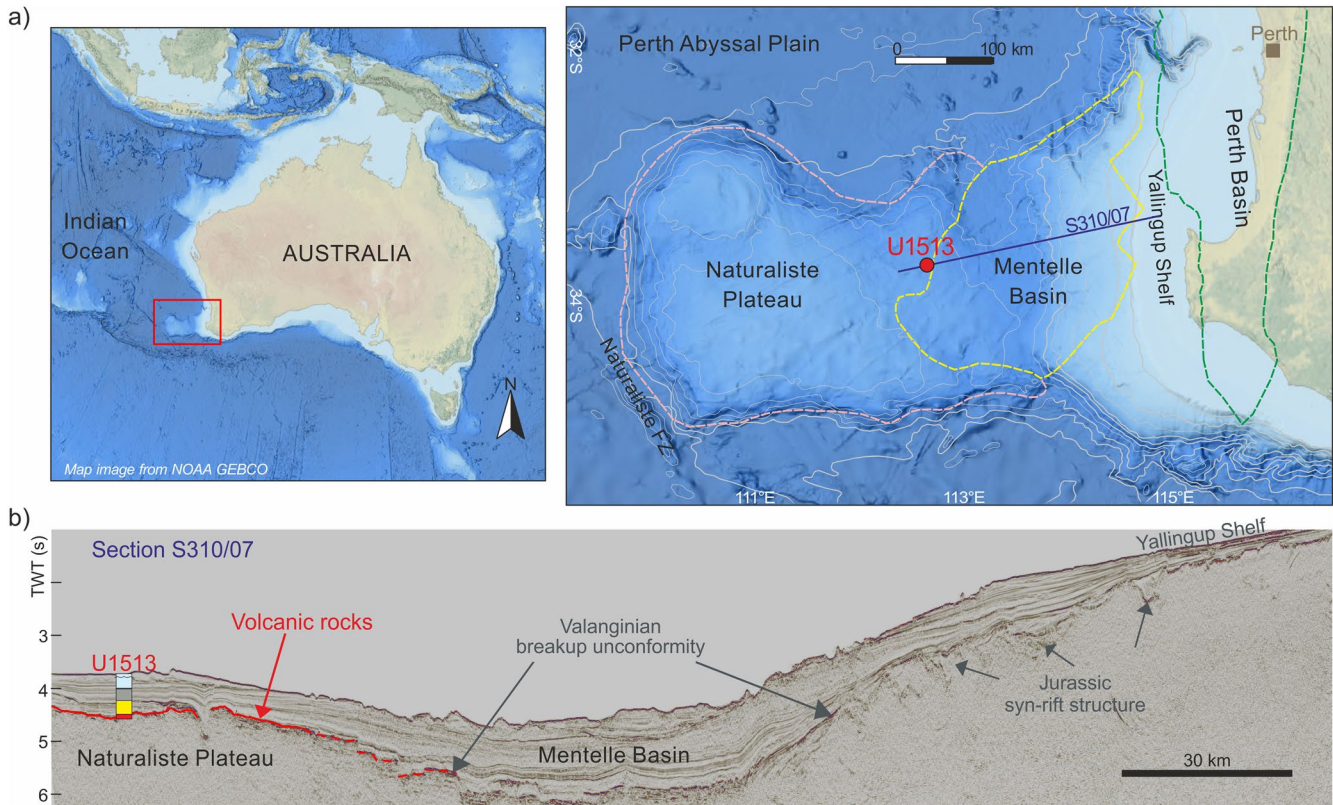 a)
Indian
Ocean
AUSTRALIA
N
Map image from NOAA GEBCO
32°S
Perth Abyssal Plain
0
100 km
Perth
Perth Basin
Yallingup Shelf
S310/07
U1513
Naturaliste
Plateau
Mentelle
Basin
34°S
Naturaliste FZ
111°E
113°E
115°E
b)
TWT (s)
Section S310/07
Yallingup Shelf
Volcanic rocks
Valanginian
breakup unconformity
3
U1513
4
Jurassic
syn-rift structure
5
Naturaliste Plateau
Mentelle Basin
30 km
6